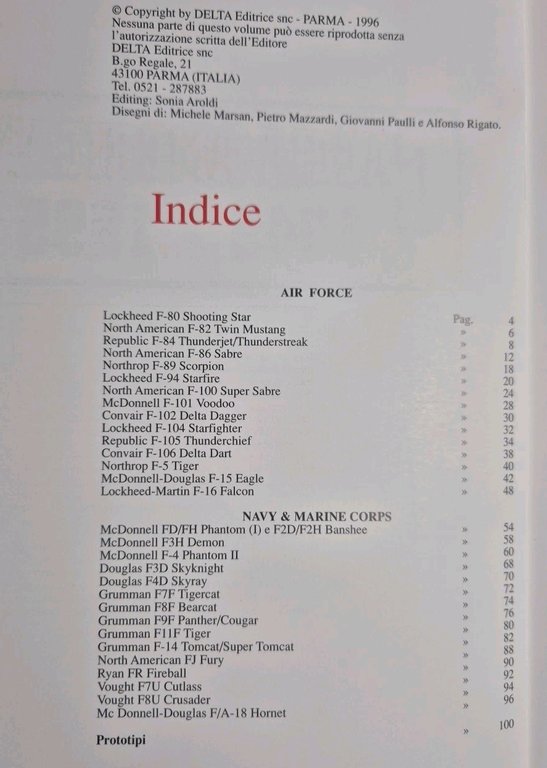 © Copyright by DELTA Editrice snc - PARMA - 1996
Nessuna parte di questo volume può essere riprodotta senza
l'autorizzazione scritta dell'Editore
DELTA Editrice snc
B.go Regale, 21
43100 PARMA (ITALIA)
Tel. 0521 - 287883
Editing: Sonia Aroldi
Disegni di: Michele Marsan, Pietro Mazzardi, Giovanni Paulli e Alfonso Rigato.
Indice
AIR FORCE
Lockheed F-80 Shooting Star Pag. 4
North American F-82 Twin Mustang » 6
Republic F-84 Thunderjet/Thunderstreak » 8
North American F-86 Sabre » 12
Northrop F-89 Scorpion » 18
Lockheed F-94 Starfire » 20
North American F-100 Super Sabre » 24
McDonnell F-101 Voodoo » 28
Convair F-102 Delta Dagger » 30
Lockheed F-104 Starfighter » 32
Republic F-105 Thunderchief » 34
Convair F-106 Delta Dart » 38
Northrop F-5 Tiger » 40
McDonnell-Douglas F-15 Eagle » 42
Lockheed-Martin F-16 Falcon » 48
NAVY & MARINE CORPS
McDonnell FD/FH Phantom (I) e F2D/F2H Banshee » 54
McDonnell F3H Demon » 58
McDonnell F-4 Phantom II » 60
Douglas F3D Skyknight » 68
Douglas F4D Skyray » 70
Grumman F7F Tigercat » 72
Grumman F8F Bearcat » 74
Grumman F9F Panther/Cougar » 76
Grumman F11F Tiger » 80
Grumman F-14 Tomcat/Super Tomcat » 82
North American FJ Fury » 88
Ryan FR Fireball » 90
Vought F7U Cutlass » 92
Vought F8U Crusader » 94
Mc Donnell-Douglas F/A-18 Hornet » 96
Prototipi » 100